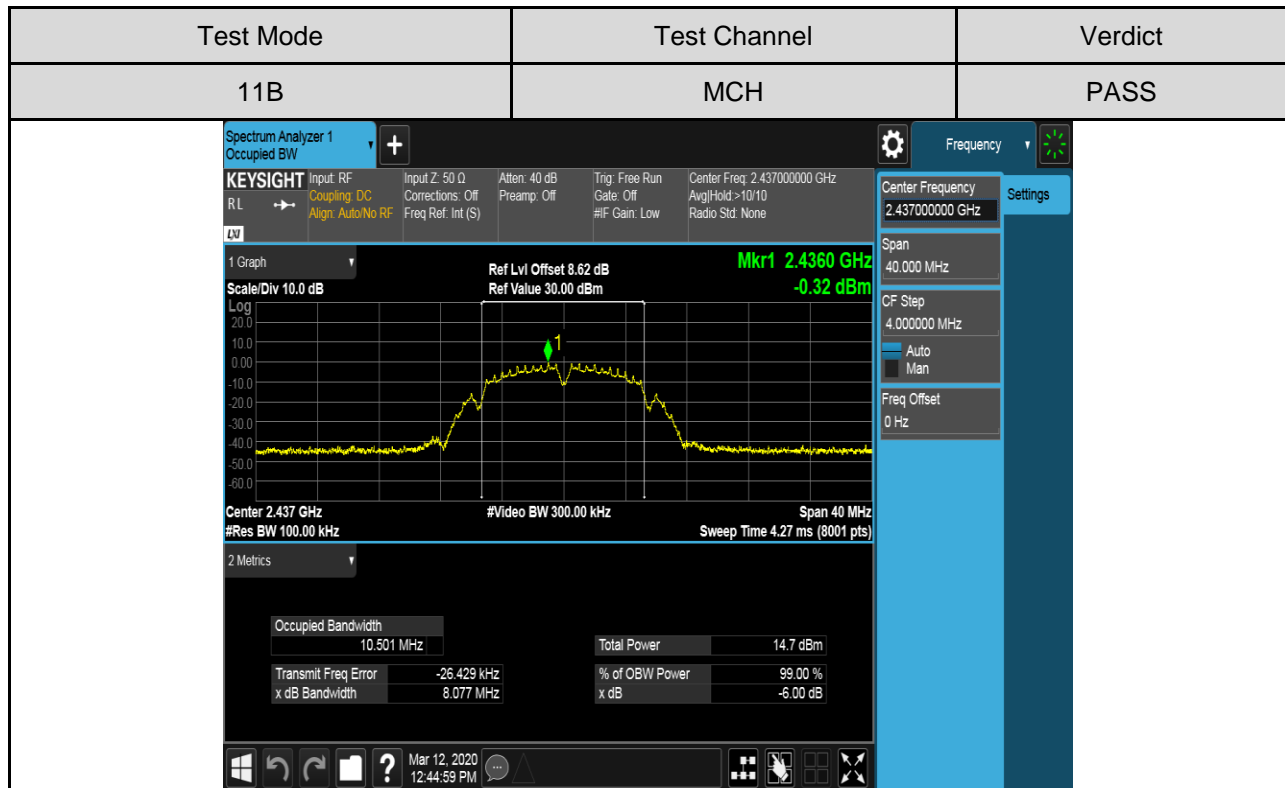 Test Mode Test Channel Verdict
11B MCH PASS
Spectrum Analyzer 1
Occupied BW
+
Frequency
KEYSIGHT Input: RF Input Z: 50 Ω Atten: 40 dB Trig: Free Run Center Freq: 2.437000000 GHz
RL Coupling: DC Corrections: Off Preamp: Off Gate: Off Avg|Hold:>10/10
Align: Auto/No RF Freq Ref: Int (S) #IF Gain: Low Radio Std: None
LXI
Center Frequency
2.437000000 GHz
Settings
Span
40.000 MHz
CF Step
4.000000 MHz
Auto
Man
Freq Offset
0 Hz
1 Graph
Ref Lvl Offset 8.62 dB
Mkr1 2.4360 GHz
Scale/Div 10.0 dB
Ref Value 30.00 dBm
-0.32 dBm
Log
20.0
10.0
0.00
-10.0
-20.0
-30.0
-40.0
-50.0
-60.0
1
Center 2.437 GHz #Video BW 300.00 kHz Span 40 MHz
#Res BW 100.00 kHz Sweep Time 4.27 ms (8001 pts)
2 Metrics
Occupied Bandwidth
10.501 MHz
Total Power 14.7 dBm
Transmit Freq Error -26.429 kHz % of OBW Power 99.00 %
x dB Bandwidth 8.077 MHz x dB -6.00 dB
?
Mar 12, 2020
12:44:59 PM